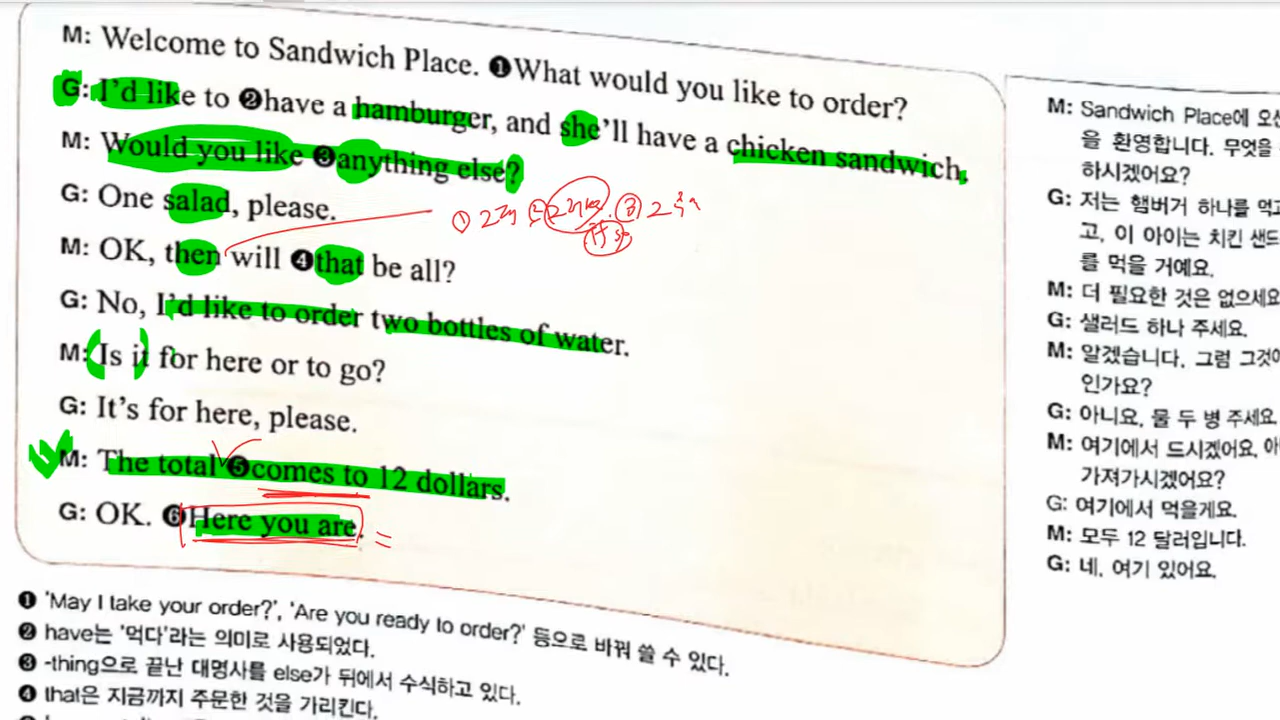 M: Welcome to Sandwich Place. ❶What would you like to order?
G: I'd like to ❷have a hamburger, and she'll have a chicken sandwich.
M: Would you like ❸anything else?
G: One salad, please.
M: OK, then will ❹that be all?
G: No, I'd like to order two bottles of water.
M: Is it for here or to go?
G: It's for here, please.
M: The total ❺comes to 12 dollars.
G: OK. ❻Here you are.
❶ 'May I take your order?', 'Are you ready to order?' 등으로 바꿔 쓸 수 있다.
❷ have는 '먹다'라는 의미로 사용되었다.
❸ -thing으로 끝난 대명사를 else가 뒤에서 수식하고 있다.
❹ that은 지금까지 주문한 것을 가리킨다.
M: Sandwich Place에 오신
을 환영합니다. 무엇을
하시겠어요?
G: 저는 햄버거 하나를 먹고
고, 이 아이는 치킨 샌드
를 먹을 거예요.
M: 더 필요한 것은 없으세요
G: 샐러드 하나 주세요.
M: 알겠습니다. 그럼 그것이
인가요?
G: 아니요, 물 두 병 주세요.
M: 여기에서 드시겠어요, 아
가져가시겠어요?
G: 여기에서 먹을게요.
M: 모두 12 달러입니다.
G: 네, 여기 있어요.